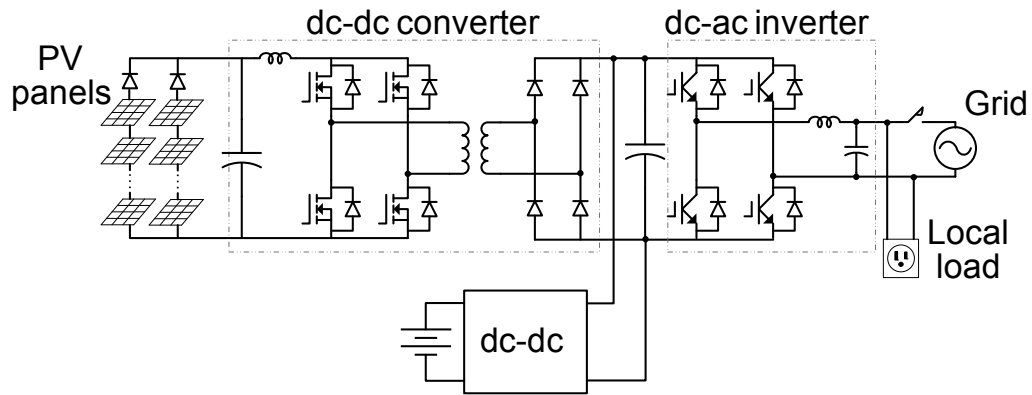 dc-dc converter
dc-ac inverter
PV
panels
Grid
Local
load
dc-dc